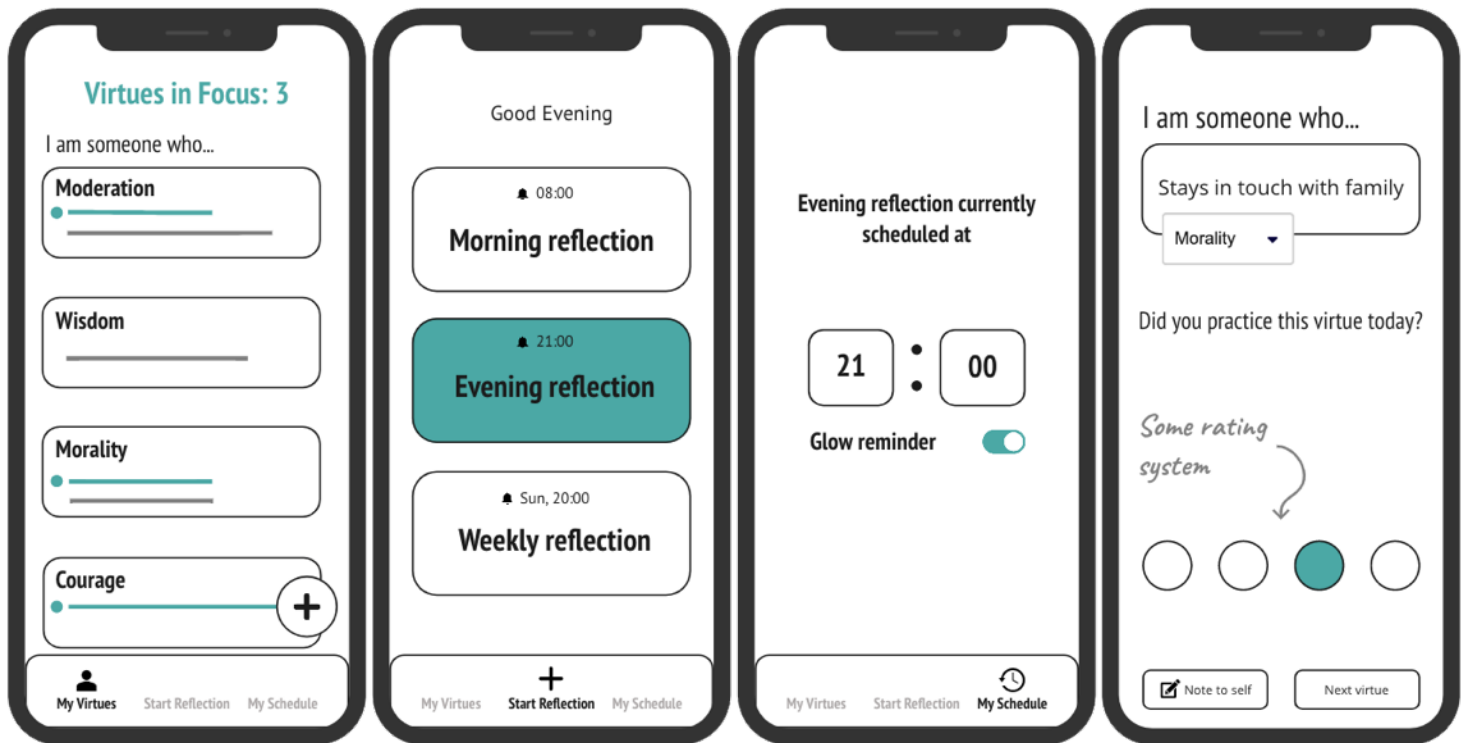 Virtues in Focus: 3
I am someone who...
Moderation
Wisdom
Morality
Courage
My Virtues
Start Reflection
My Schedule
Good Evening
08:00
Morning reflection
21:00
Evening reflection
Sun, 20:00
Weekly reflection
My Virtues
Start Reflection
My Schedule
Evening reflection currently
scheduled at
21 : 00
Glow reminder
My Virtues
Start Reflection
My Schedule
I am someone who...
Stays in touch with family
Morality
Did you practice this virtue today?
Some rating
system
Note to self
Next virtue